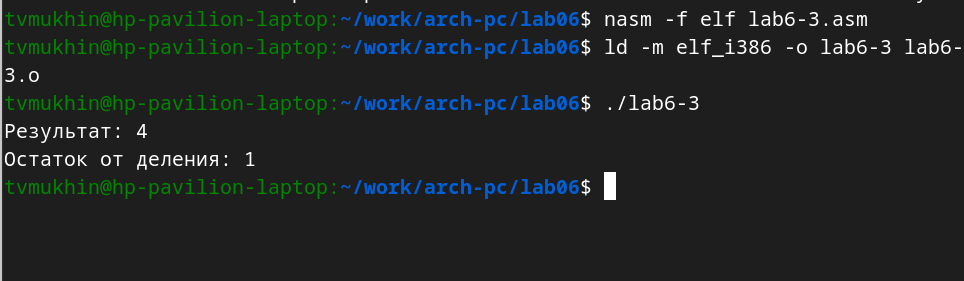 tvmukhin@hp-pavilion-laptop:~/work/arch-pc/lab06$ nasm -f elf lab6-3.asm
tvmukhin@hp-pavilion-laptop:~/work/arch-pc/lab06$ ld -m elf_i386 -o lab6-3 lab6-
3.o
tvmukhin@hp-pavilion-laptop:~/work/arch-pc/lab06$ ./lab6-3
Результат: 4
Остаток от деления: 1
tvmukhin@hp-pavilion-laptop:~/work/arch-pc/lab06$